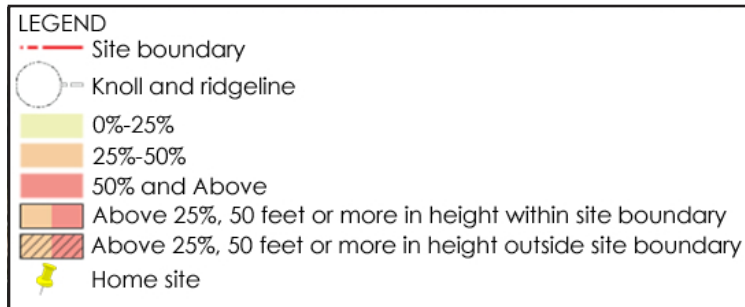 LEGEND
Site boundary
Knoll and ridgeline
0%-25%
25%-50%
50% and Above
Above 25%, 50 feet or more in height within site boundary
Above 25%, 50 feet or more in height outside site boundary
Home site